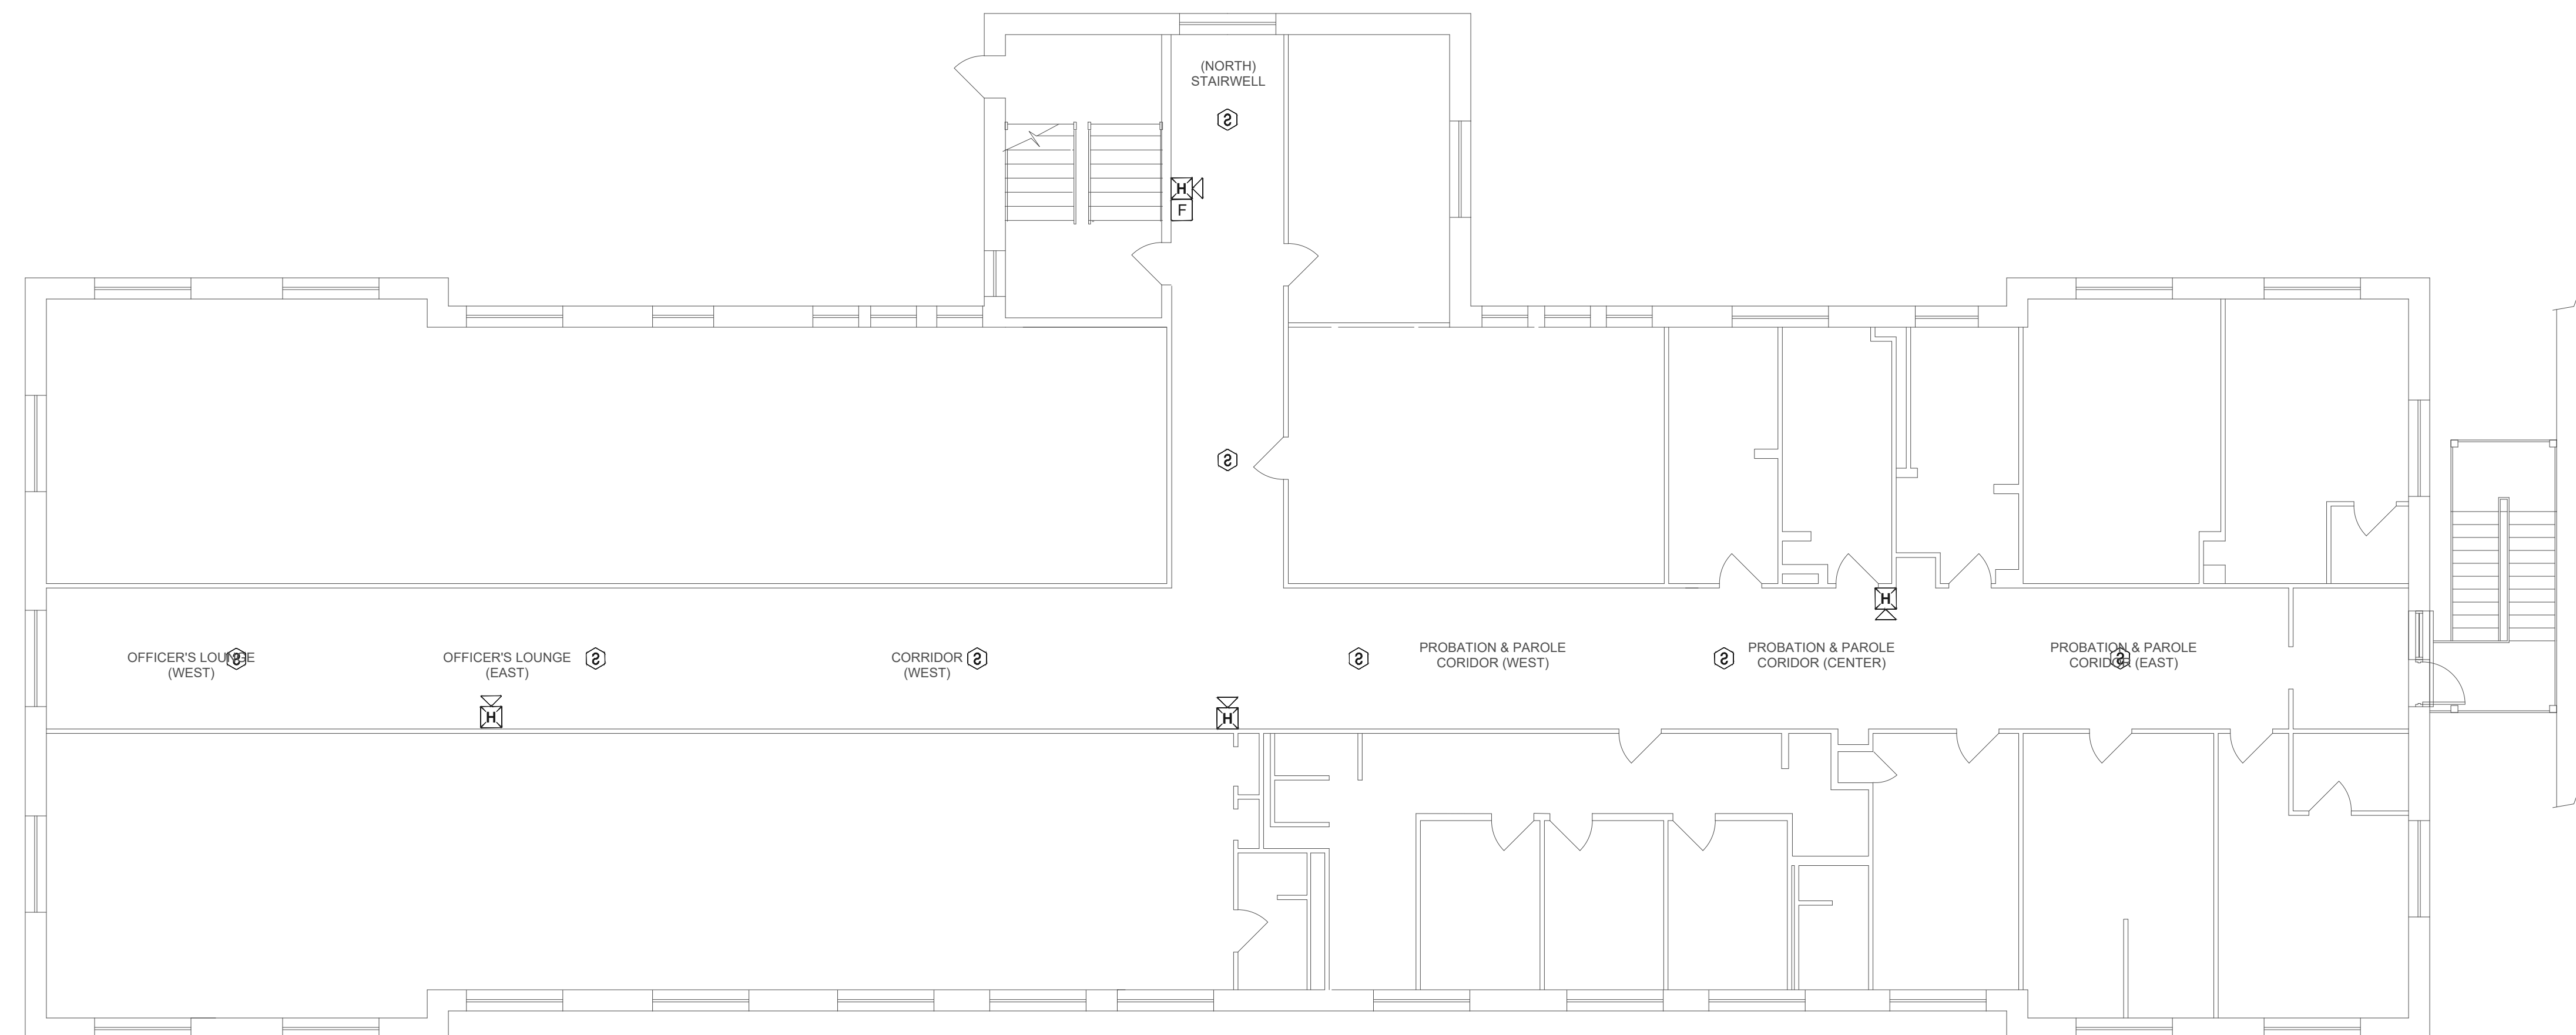 (NORTH)
STAIRWELL
S
H
F
S
H
OFFICER'S LOUNGE
(WEST)
S
OFFICER'S LOUNGE
(EAST)
S
CORRIDOR
(WEST)
S
S
PROBATION & PAROLE
CORIDOR (WEST)
S
PROBATION & PAROLE
CORIDOR (CENTER)
PROBATION & PAROLE
CORIDOR (EAST)
S
H
H